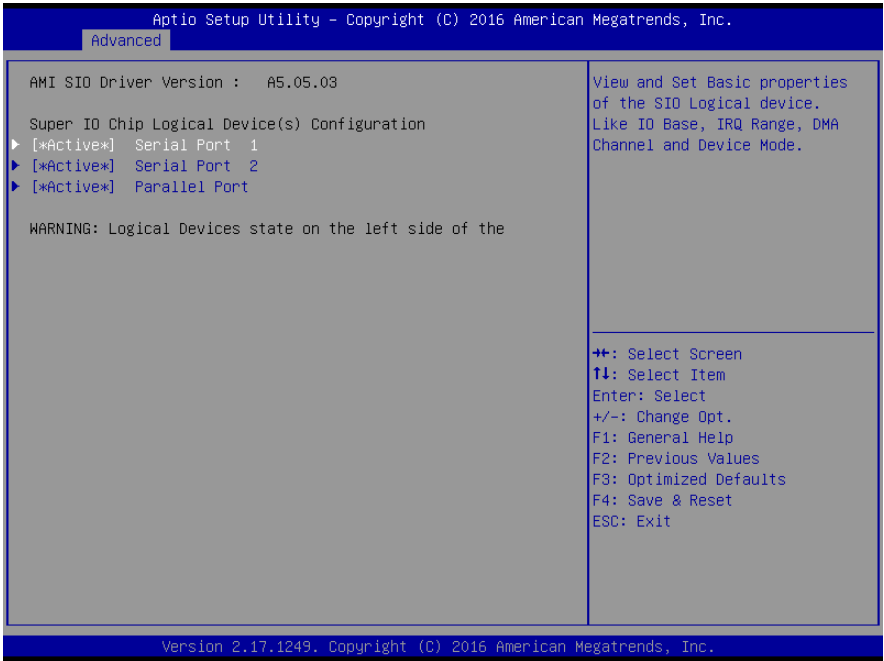 Aptio Setup Utility – Copyright (C) 2016 American Megatrends, Inc.
Advanced
AMI SIO Driver Version : A5.05.03
Super IO Chip Logical Device(s) Configuration
[*Active*] Serial Port 1
[*Active*] Serial Port 2
[*Active*] Parallel Port
WARNING: Logical Devices state on the left side of the
View and Set Basic properties
of the SIO Logical device.
Like IO Base, IRQ Range, DMA
Channel and Device Mode.
→←: Select Screen
↑↓: Select Item
Enter: Select
+/-: Change Opt.
F1: General Help
F2: Previous Values
F3: Optimized Defaults
F4: Save & Reset
ESC: Exit
Version 2.17.1249. Copyright (C) 2016 American Megatrends, Inc.